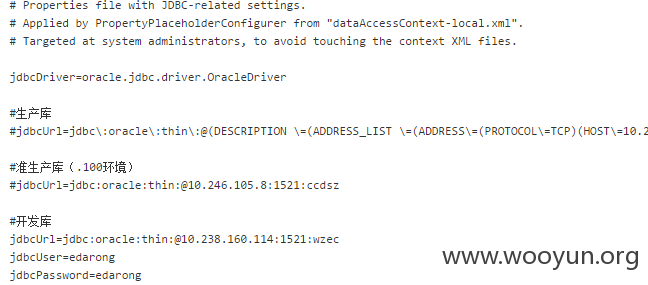 # Properties file with JDBC-related settings.
# Applied by PropertyPlaceholderConfigurer from "dataAccessContext-local.xml".
# Targeted at system administrators, to avoid touching the context XML files.
jdbcDriver=oracle.jdbc.driver.OracleDriver
#生产库
#jdbcUrl=jdbc\:oracle\:thin\:@(DESCRIPTION \=(ADDRESS_LIST \=(ADDRESS\=(PROTOCOL\=TCP)(HOST\=10.2
#准生产库（.100环境）
#jdbcUrl=jdbc:oracle:thin:@10.246.105.8:1521:ccdsz
#开发库
jdbcUrl=jdbc:oracle:thin:@10.238.160.114:1521:wzec
jdbcUser=edarong
jdbcPassword=edarong
www.wooyun.org